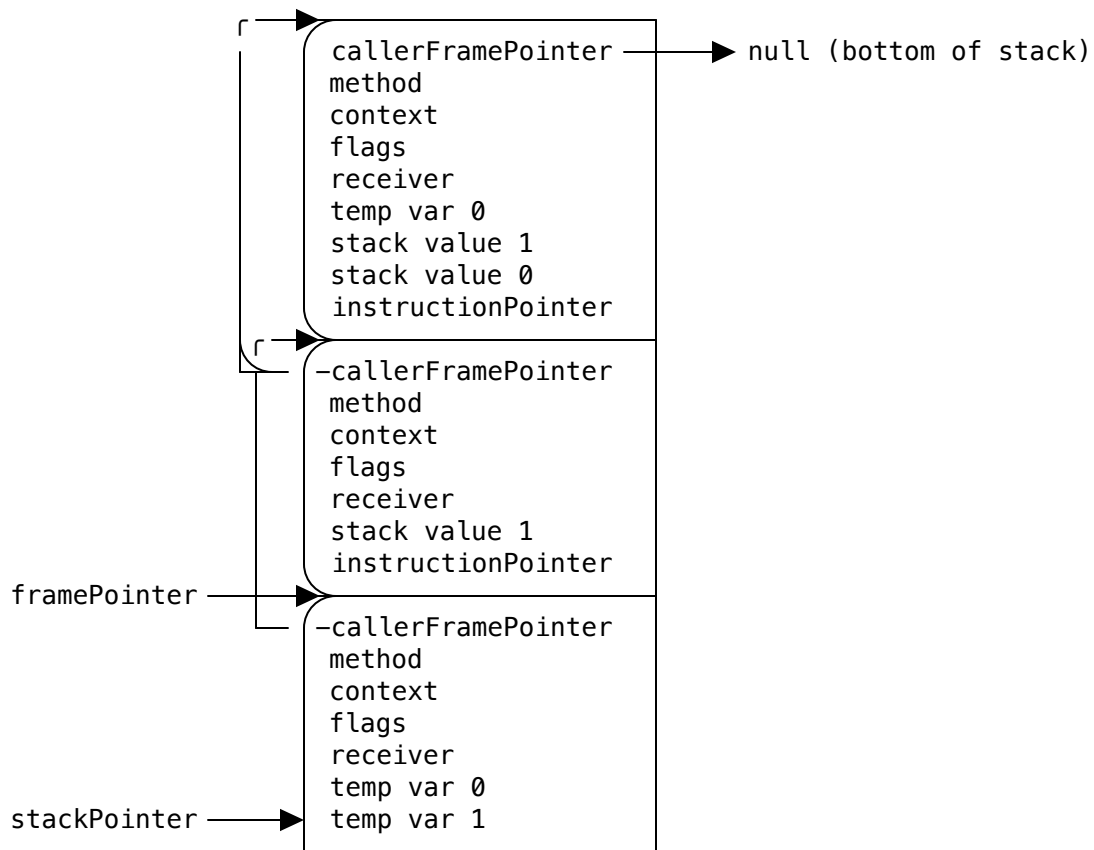 callerFramePointer null (bottom of stack)
method
context
flags
receiver
temp var 0
stack value 1
stack value 0
instructionPointer
callerFramePointer
method
context
flags
receiver
stack value 1
instructionPointer
framePointer
callerFramePointer
method
context
flags
receiver
temp var 0
stackPointer temp var 1